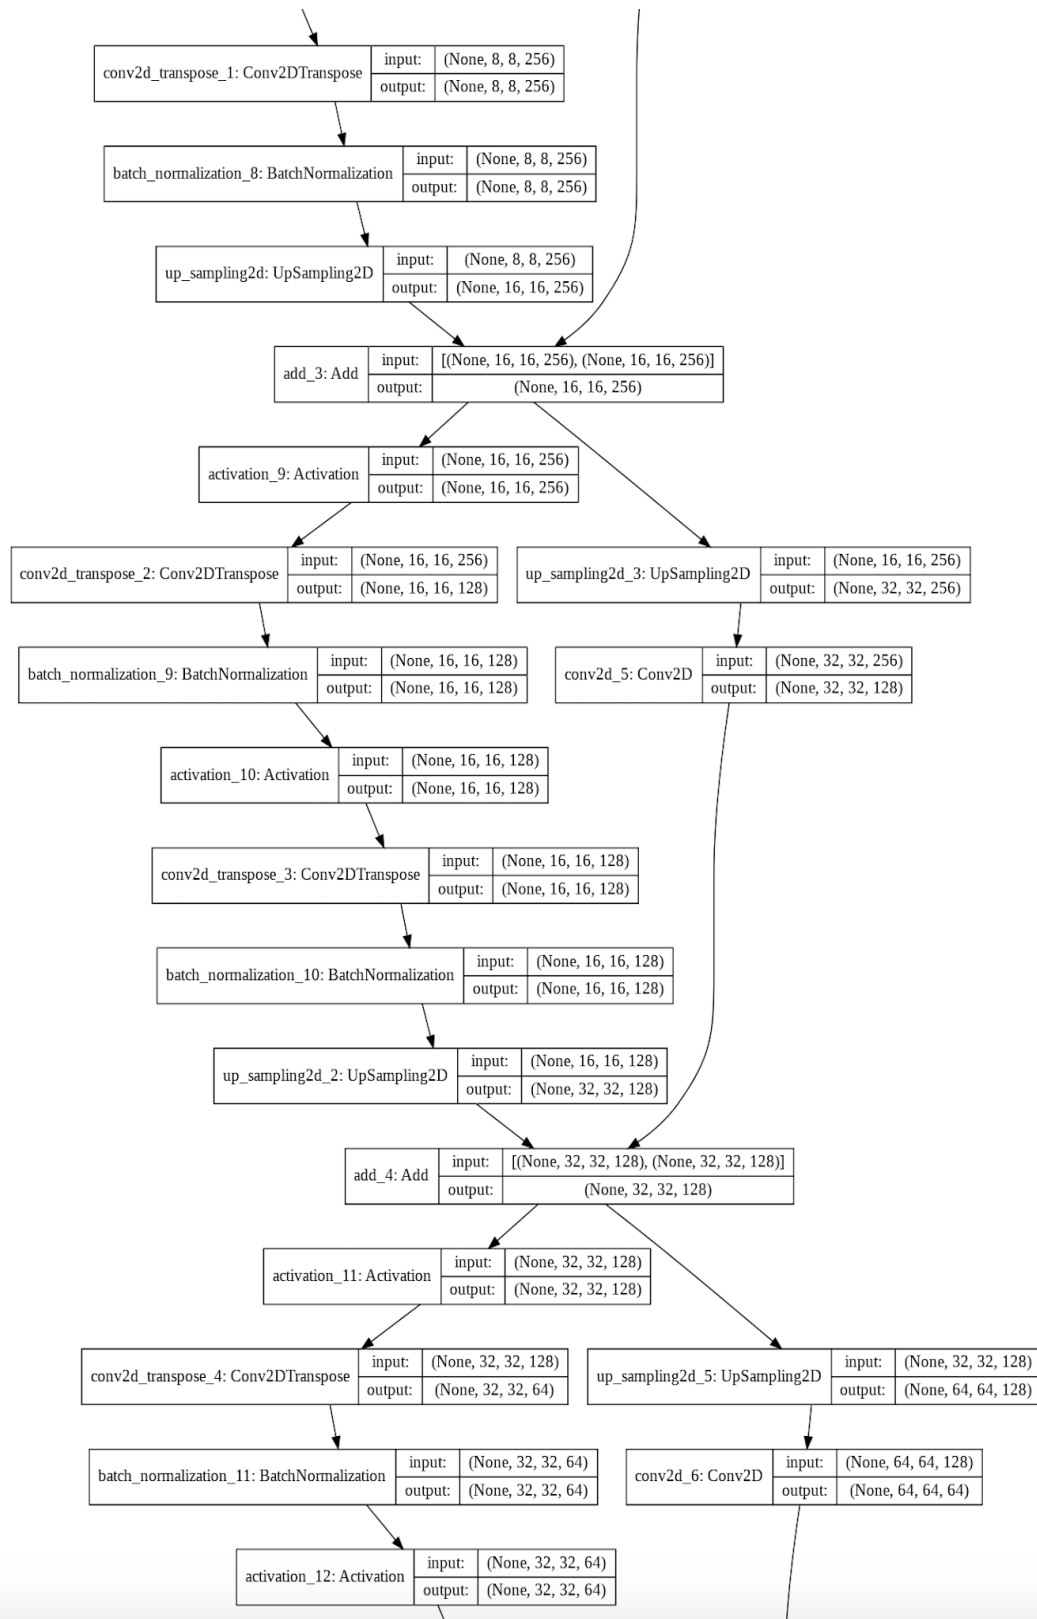 conv2d_transpose_1: Conv2DTranspose
input: (None, 8, 8, 256)
output: (None, 8, 8, 256)
batch_normalization_8: BatchNormalization
input: (None, 8, 8, 256)
output: (None, 8, 8, 256)
up_sampling2d: UpSampling2D
input: (None, 8, 8, 256)
output: (None, 16, 16, 256)
add_3: Add
input: [(None, 16, 16, 256), (None, 16, 16, 256)]
output: (None, 16, 16, 256)
activation_9: Activation
input: (None, 16, 16, 256)
output: (None, 16, 16, 256)
conv2d_transpose_2: Conv2DTranspose
input: (None, 16, 16, 256)
output: (None, 16, 16, 128)
up_sampling2d_3: UpSampling2D
input: (None, 16, 16, 256)
output: (None, 32, 32, 256)
batch_normalization_9: BatchNormalization
input: (None, 16, 16, 128)
output: (None, 16, 16, 128)
conv2d_5: Conv2D
input: (None, 32, 32, 256)
output: (None, 32, 32, 128)
activation_10: Activation
input: (None, 16, 16, 128)
output: (None, 16, 16, 128)
conv2d_transpose_3: Conv2DTranspose
input: (None, 16, 16, 128)
output: (None, 16, 16, 128)
batch_normalization_10: BatchNormalization
input: (None, 16, 16, 128)
output: (None, 16, 16, 128)
up_sampling2d_2: UpSampling2D
input: (None, 16, 16, 128)
output: (None, 32, 32, 128)
add_4: Add
input: [(None, 32, 32, 128), (None, 32, 32, 128)]
output: (None, 32, 32, 128)
activation_11: Activation
input: (None, 32, 32, 128)
output: (None, 32, 32, 128)
conv2d_transpose_4: Conv2DTranspose
input: (None, 32, 32, 128)
output: (None, 32, 32, 64)
up_sampling2d_5: UpSampling2D
input: (None, 32, 32, 128)
output: (None, 64, 64, 128)
batch_normalization_11: BatchNormalization
input: (None, 32, 32, 64)
output: (None, 32, 32, 64)
conv2d_6: Conv2D
input: (None, 64, 64, 128)
output: (None, 64, 64, 64)
activation_12: Activation
input: (None, 32, 32, 64)
output: (None, 32, 32, 64)